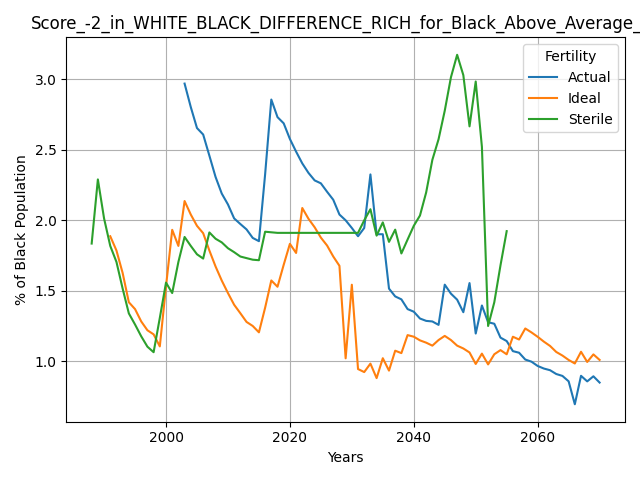 Score_-2_in_WHITE_BLACK_DIFFERENCE_RICH_for_Black_Above_Average_
Fertility
Actual
Ideal
Sterile
% of Black Population
3.0
2.5
2.0
1.5
1.0
2000 2020 2040 2060
Years